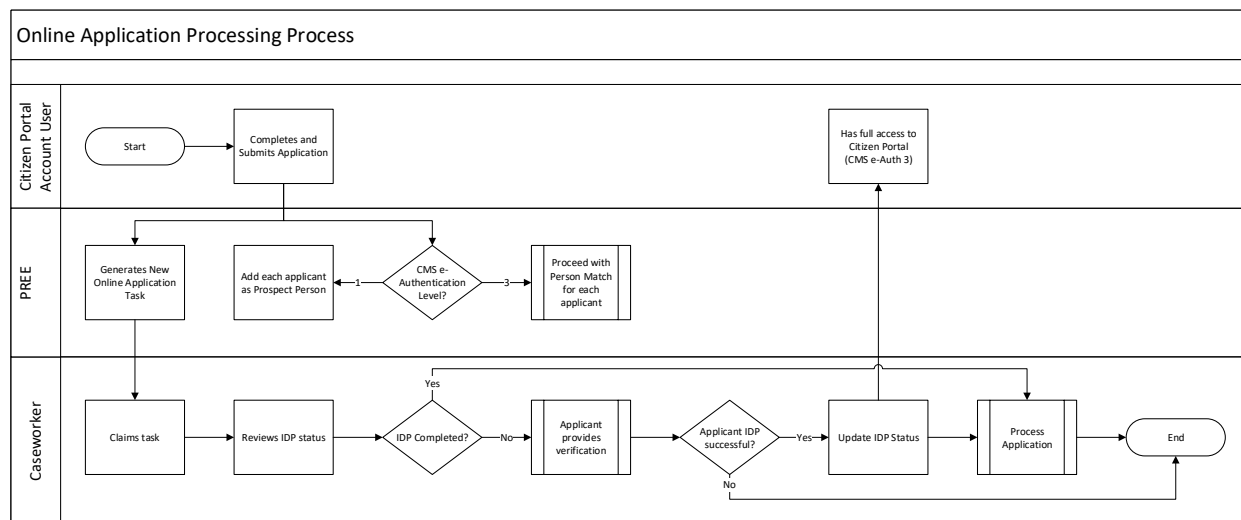 Online Application Processing Process
Citizen Portal
Account User
Start
Completes and
Submits Application
Has full access to
Citizen Portal
(CMS e-Auth 3)
PREE
Generates New
Online Application
Task
Add each applicant
as Prospect Person
1
CMS e-
Authentication
Level?
3
Proceed with
Person Match
for each
applicant
Caseworker
Claims task
Reviews IDP status
Yes
IDP Completed?
No
Applicant
provides
verification
Applicant IDP
successful?
Yes
No
Update IDP Status
Process
Application
End